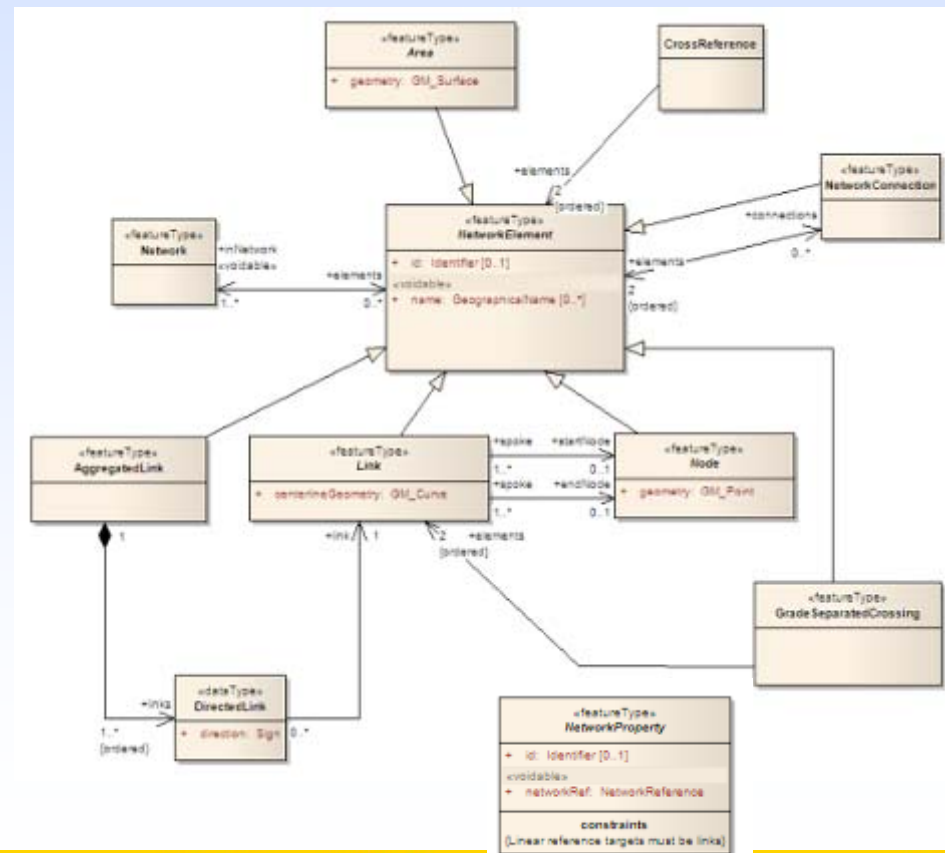 «featureType»
Area
+ geometry: GM_Surface
CrossReference
+elements
2
{ordered}
«featureType»
NetworkConnection
+connections
0..*
+elements
2
{ordered}
«featureType»
NetworkElement
+ id: Identifier [0..1]
«voidable»
+ name: GeographicalName [0..*]
«featureType»
Network
+inNetwork
«voidable»
1..*
+elements
0..*
«featureType»
AggregatedLink
1
«featureType»
Link
+ centerlineGeometry: GM_Curve
+spoke +startNode
1..* 0..1
+spoke +endNode
1..* 0..1
«featureType»
Node
+ geometry: GM_Point
+link 1
2 +elements
{ordered}
«featureType»
GradeSeparatedCrossing
+links
1..*
{ordered}
«dataType»
DirectedLink
+ direction: Sign
0..*
«featureType»
NetworkProperty
+ id: Identifier [0..1]
«voidable»
+ networkRef: NetworkReference
constraints
{Linear reference targets must be links}